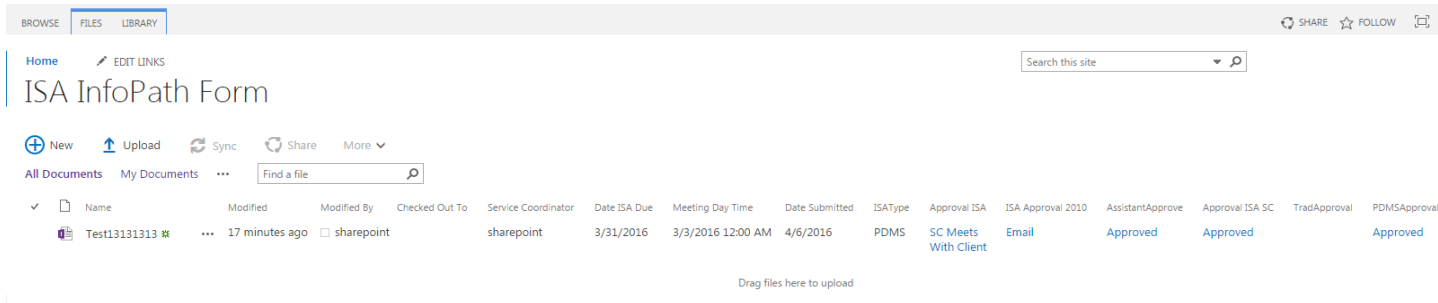 BROWSE FILES LIBRARY SHARE FOLLOW
Home EDIT LINKS Search this site
ISA InfoPath Form
New Upload Sync Share More
All Documents My Documents ••• Find a file
Name Modified Modified By Checked Out To Service Coordinator Date ISA Due Meeting Day Time Date Submitted ISAType Approval ISA ISA Approval 2010 AssistantApprove Approval ISA SC TradApproval PDMSApproval
Test13131313 ••• 17 minutes ago sharepoint sharepoint 3/31/2016 3/3/2016 12:00 AM 4/6/2016 PDMS SC Meets Email Approved Approved Approved
With Client
Drag files here to upload